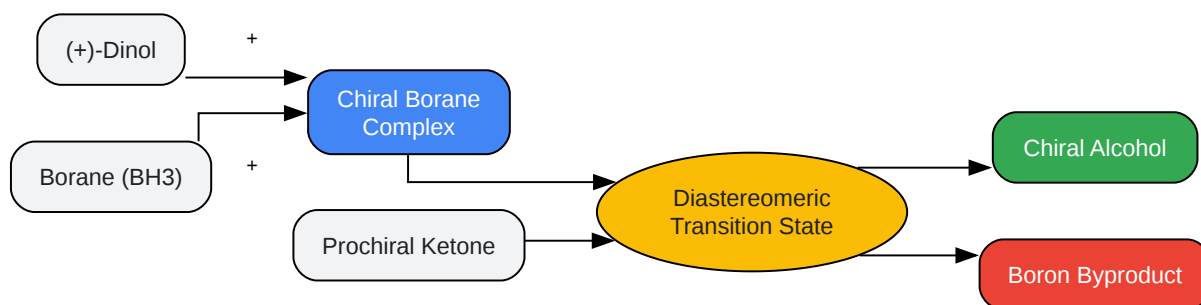 (+)-Dinol
+
Chiral Borane
Complex
Borane (BH3)
+
Prochiral Ketone
Diastereomeric
Transition State
Chiral Alcohol
Boron Byproduct